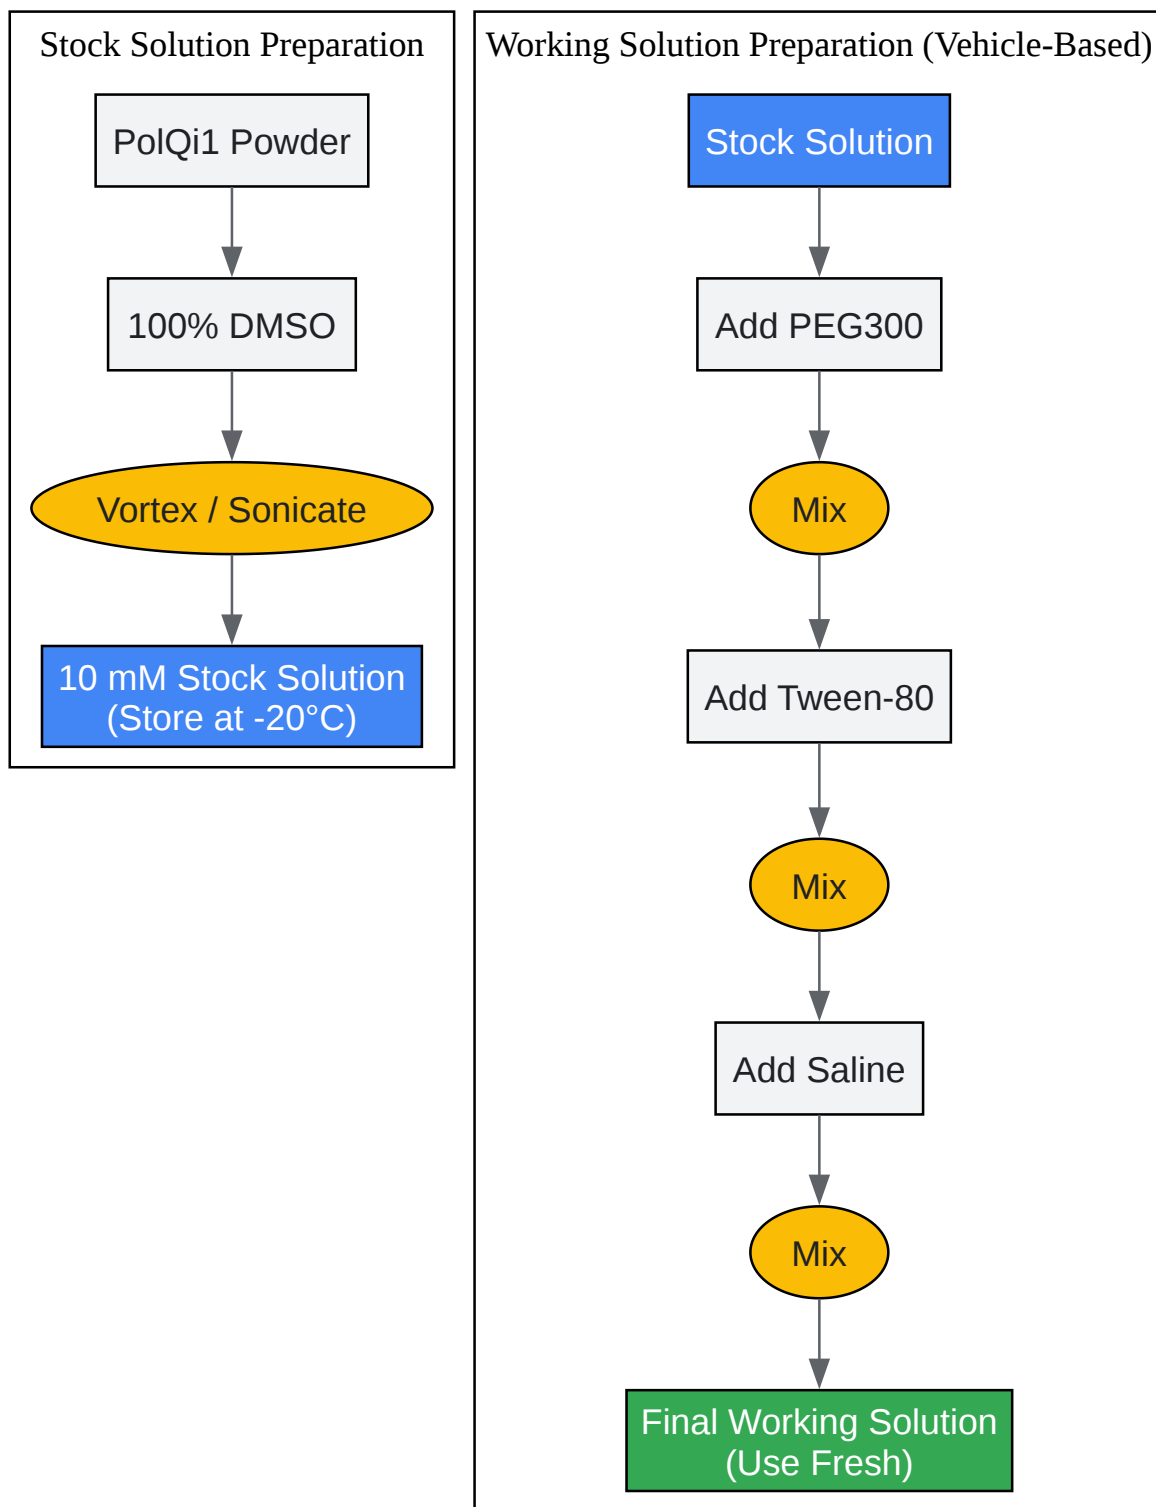 Stock Solution Preparation
PolQi1 Powder
100% DMSO
Vortex / Sonicate
10 mM Stock Solution
(Store at -20°C)
Working Solution Preparation (Vehicle-Based)
Stock Solution
Add PEG300
Mix
Add Tween-80
Mix
Add Saline
Mix
Final Working Solution
(Use Fresh)